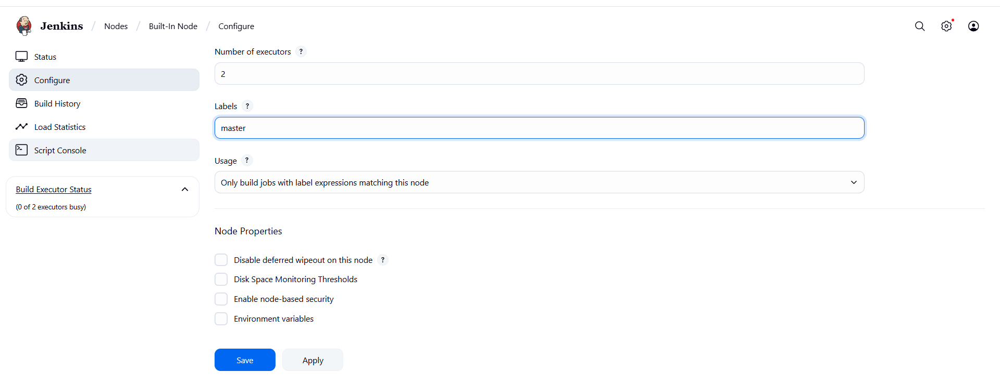 Jenkins / Nodes / Built-In Node / Configure
Status
Configure
Build History
Load Statistics
Script Console
Build Executor Status
(0 of 2 executors busy)
Number of executors ?
2
Labels ?
master
Usage ?
Only build jobs with label expressions matching this node
Node Properties
Disable deferred wipeout on this node ?
Disk Space Monitoring Thresholds
Enable node-based security
Environment variables
Save Apply